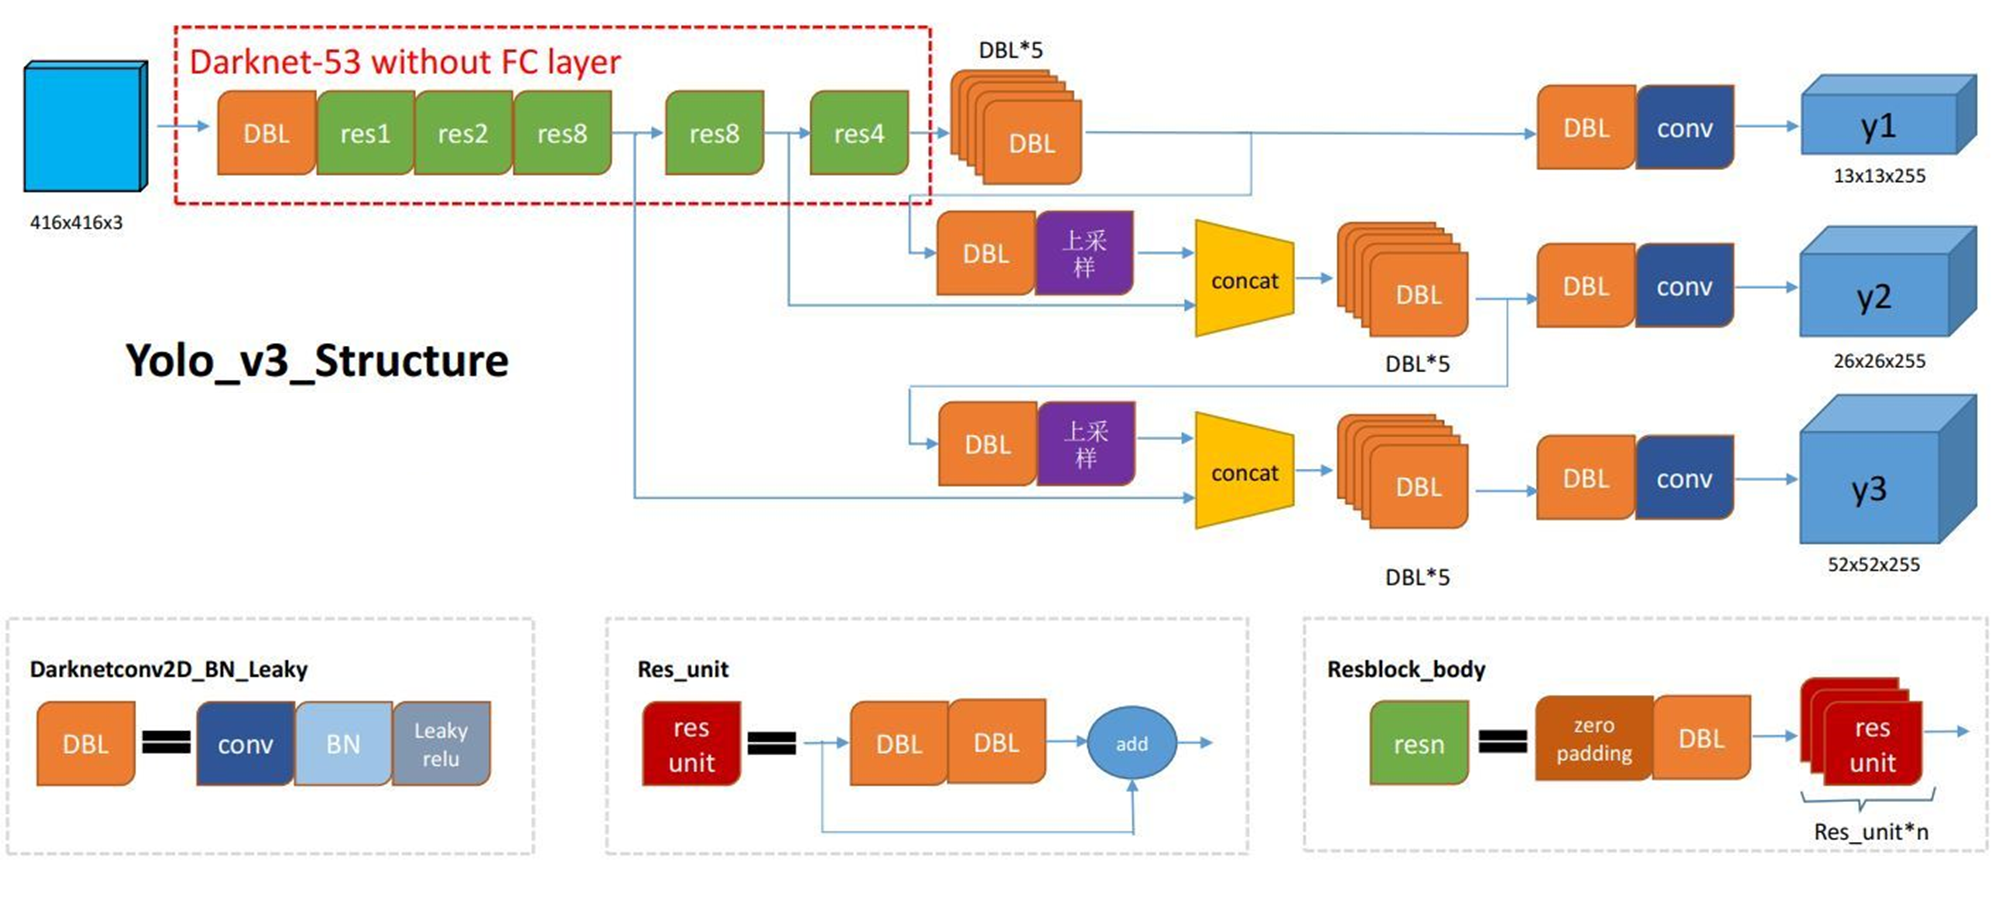 Darknet-53 without FC layer
DBL*5
DBL
res1
res2
res8
res8
res4
DBL
DBL
conv
y1
13x13x255
416x416x3
DBL
上采
样
concat
DBL
DBL
conv
y2
DBL*5
26x26x255
Yolo_v3_Structure
DBL
上采
样
concat
DBL
DBL
conv
y3
DBL*5
52x52x255
Darknetconv2D_BN_Leaky
DBL
conv
BN
Leaky
relu
Res_unit
res
unit
DBL
DBL
add
Resblock_body
resn
zero
padding
DBL
res
unit
Res_unit*n